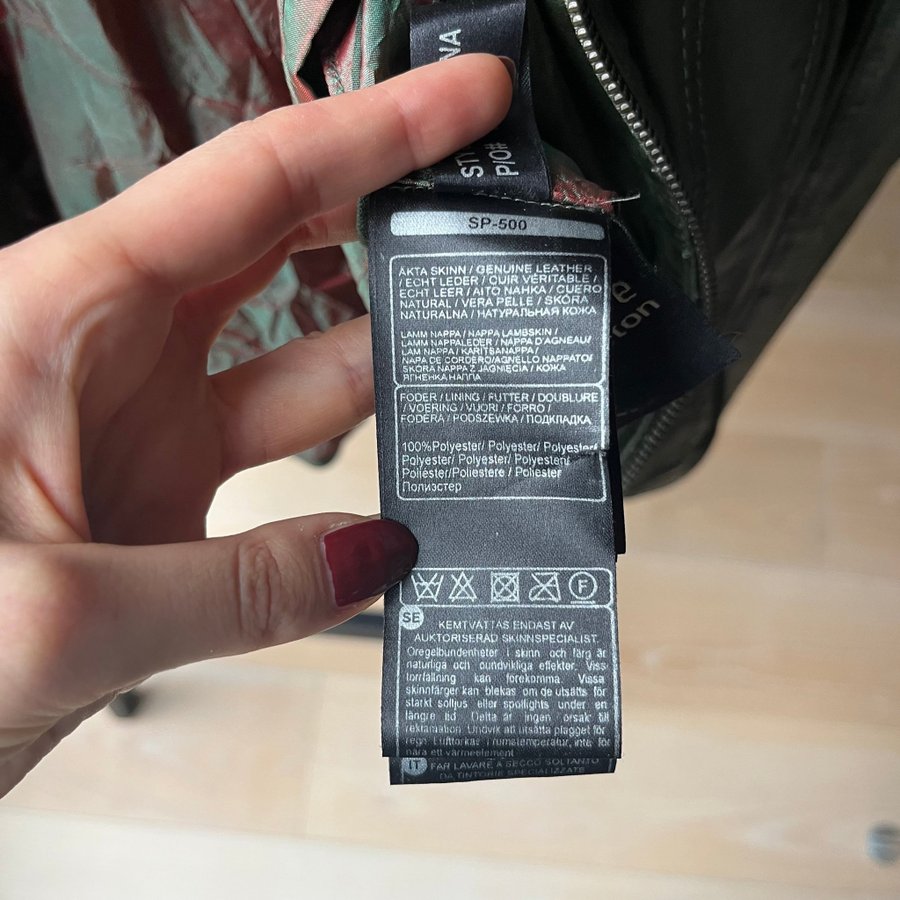 NA
STY
P/O#
SP-500
ÄKTA SKINN / GENUINE LEATHER
/ ECHT LEDER / CUIR VÉRITABLE /
ECHT LEER / AITO NAHKA / CUERO
NATURAL / VERA PELLE / SKÓRA
NATURALNA / НАТУРАЛЬНАЯ КОЖА
LAMM NAPPA / NAPPA LAMBSKIN /
LAMM NAPPALEDER / NAPPA D'AGNEAU/
LAM NAPPA / KARITSANAPPA /
NAPA DE CORDERO/AGNELLO NAPPATO/
SKÓRA NAPPA Z JAGNIĘCIA / КОЖА
ЯГНЕНКА НАППА
FODER / LINING / FUTTER / DOUBLURE
/ VOERING / VUORI / FORRO /
FODERA / PODSZEWKA / ПОДКЛАДКА
100%Polyester/ Polyester/ Polyester/
Polyester/ Polyester/ Polyesteri
Poliéster/Poliestere / Poliester
Полиэстер
F
SE
KEMTVÄTTAS ENDAST AV
AUKTORISERAD SKINNSPECIALIST.
Oregelbundenheter i skinn och färg är
naturliga och oundvikliga effekter. Viss
torrfällning kan förekomma. Vissa
skinnfärger kan blekas om de utsätts för
starkt solljus eller spotlights under en
längre tid. Detta är ingen orsak till
reklamation. Undvik att utsätta plagget för
regn. Lufttorkas i rumstemperatur, inte för
nära ett värmeelement.
IT
FAR LAVARE A SECCO SOLTANTO
DA TINTORIE SPECIALIZZATE
e
ton